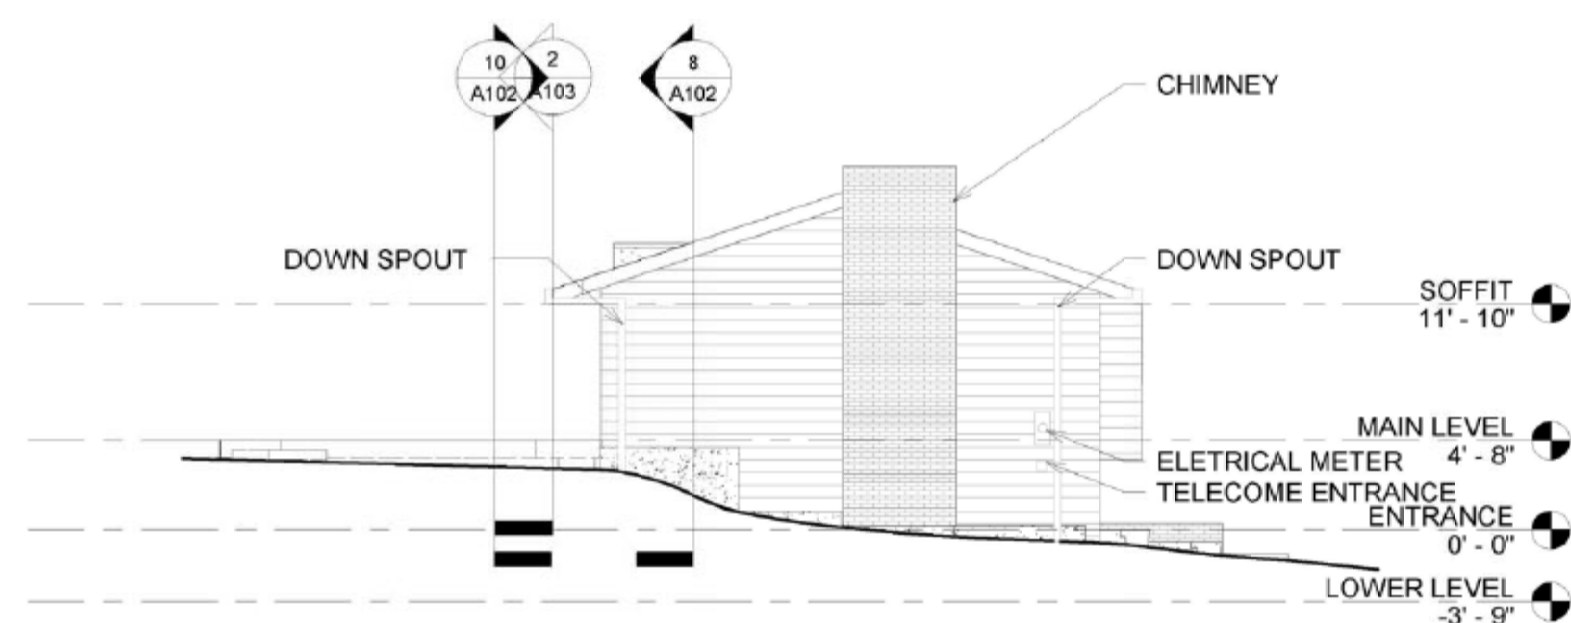 10
A102
2
A103
8
A102
CHIMNEY
DOWN SPOUT
DOWN SPOUT
SOFFIT
11' - 10"
MAIN LEVEL
4' - 8"
ELETRICAL METER
TELECOME ENTRANCE
ENTRANCE
0' - 0"
LOWER LEVEL
-3' - 9"